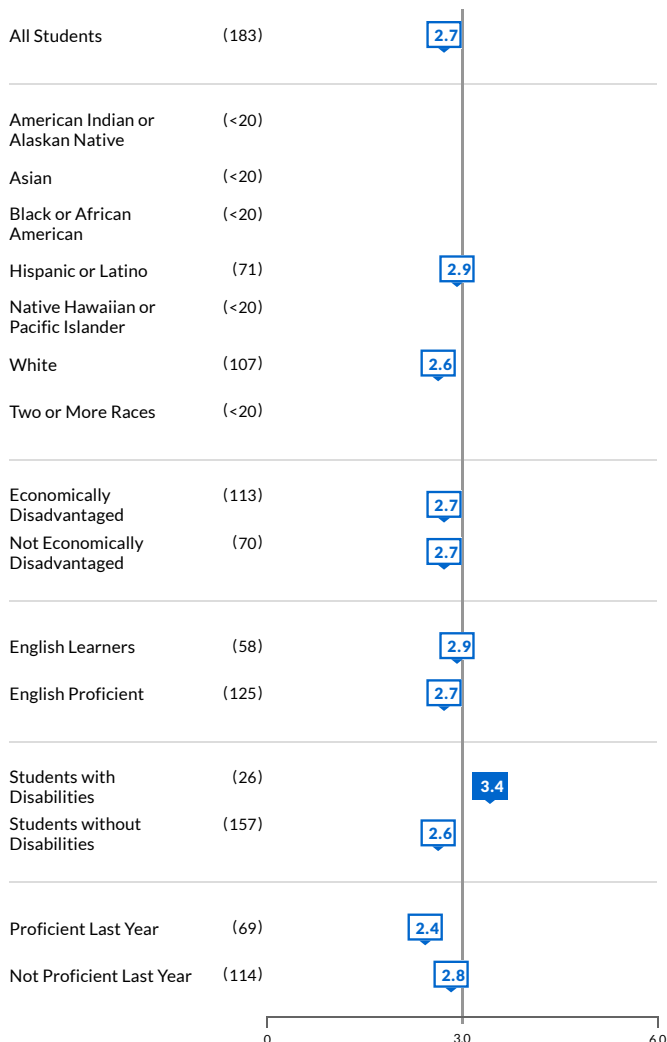 All Students (183) 2.7
American Indian or (<20)
Alaskan Native
Asian (<20)
Black or African (<20)
American
Hispanic or Latino (71) 2.9
Native Hawaiian or (<20)
Pacific Islander
White (107) 2.6
Two or More Races (<20)
Economically (113) 2.7
Disadvantaged
Not Economically (70) 2.7
Disadvantaged
English Learners (58) 2.9
English Proficient (125) 2.7
Students with (26) 3.4
Disabilities
Students without (157) 2.6
Disabilities
Proficient Last Year (69) 2.4
Not Proficient Last Year (114) 2.8
0 3.0 6.0